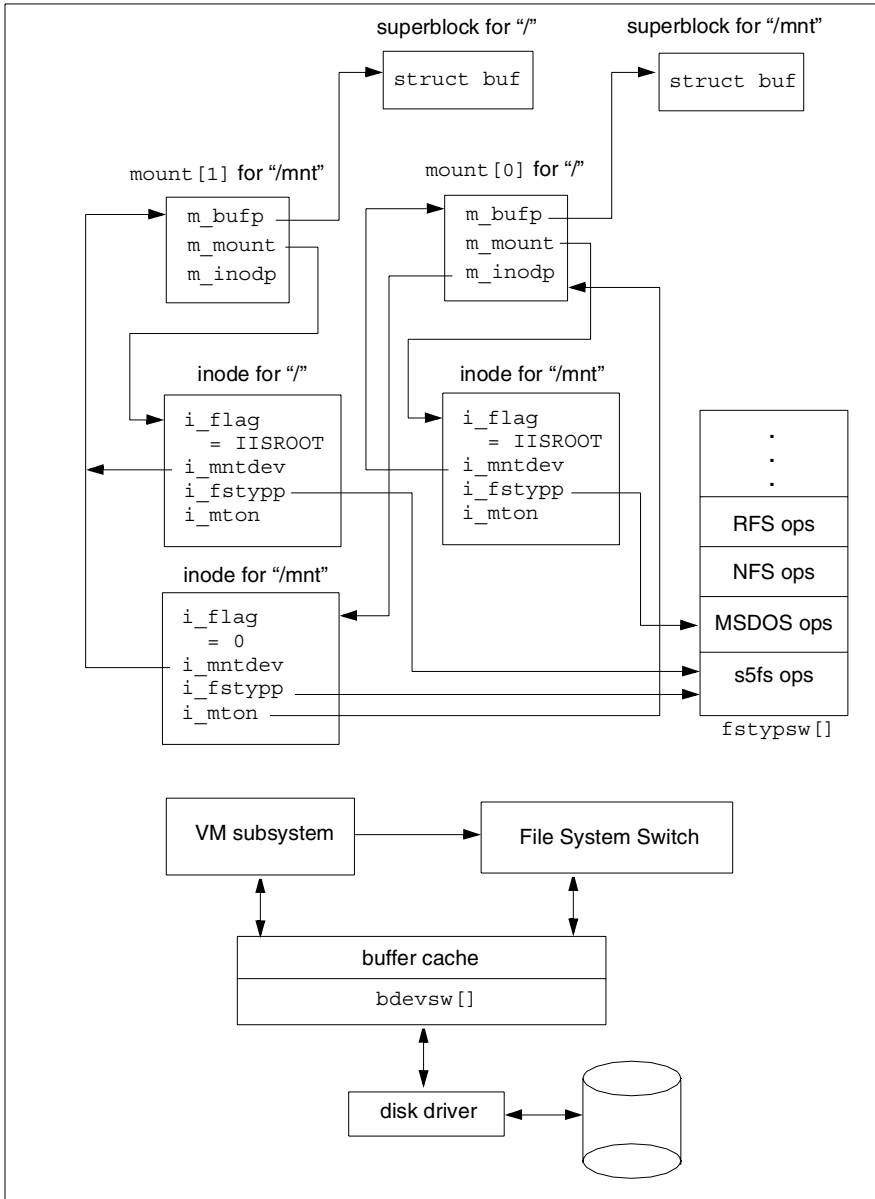 superblock for “/”
superblock for “/mnt”
struct buf
struct buf
mount[1] for “/mnt”
mount[0] for “/”
m_bufp
m_mount
m_inodp
m_bufp
m_mount
m_inodp
inode for “/”
inode for “/mnt”
i_flag
= IISROOT
i_mntdev
i_fstypp
i_mton
i_flag
= IISROOT
i_mntdev
i_fstypp
i_mton
.
.
.
RFS ops
NFS ops
MSDOS ops
s5fs ops
fstypsw[]
inode for “/mnt”
i_flag
= 0
i_mntdev
i_fstypp
i_mton
VM subsystem
File System Switch
buffer cache
bdevsw[]
disk driver